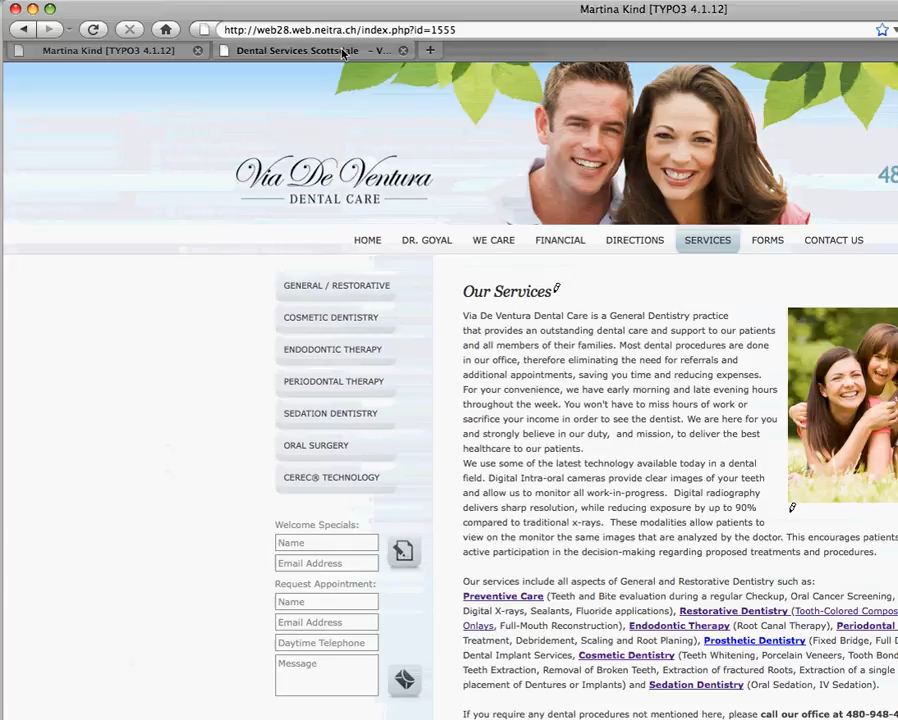 Martina Kind [TYPO3 4.1.12]
http://web28.web.neitra.ch/index.php?id=1555
Martina Kind [TYPO3 4.1.12]
Dental Services Scottsdale – V...
Via De Ventura
DENTAL CARE
48
HOME DR. GOYAL WE CARE FINANCIAL DIRECTIONS SERVICES FORMS CONTACT US
GENERAL / RESTORATIVE
COSMETIC DENTISTRY
ENDODONTIC THERAPY
PERIODONTAL THERAPY
SEDATION DENTISTRY
ORAL SURGERY
CEREC® TECHNOLOGY
Welcome Specials:
Name
Email Address
Request Appointment:
Name
Email Address
Daytime Telephone
Message
Our Services
Via De Ventura Dental Care is a General Dentistry practice
that provides an outstanding dental care and support to our patients
and all members of their families. Most dental procedures are done
in our office, therefore eliminating the need for referrals and
additional appointments, saving you time and reducing expenses.
For your convenience, we have early morning and late evening hours
throughout the week. You won't have to miss hours of work or
sacrifice your income in order to see the dentist. We are here for you
and strongly believe in our duty, and mission, to deliver the best
healthcare to our patients.
We use some of the latest technology available today in a dental
field. Digital Intra-oral cameras provide clear images of your teeth
and allow us to monitor all work-in-progress. Digital radiography
delivers sharp resolution, while reducing exposure by up to 90%
compared to traditional x-rays. These modalities allow patients to
view on the monitor the same images that are analyzed by the doctor. This encourages patients
active participation in the decision-making regarding proposed treatments and procedures.
Our services include all aspects of General and Restorative Dentistry such as:
Preventive Care (Teeth and Bite evaluation during a regular Checkup, Oral Cancer Screening,
Digital X-rays, Sealants, Fluoride applications), Restorative Dentistry (Tooth-Colored Compos
Onlays, Full-Mouth Reconstruction), Endodontic Therapy (Root Canal Therapy), Periodontal
Treatment, Debridement, Scaling and Root Planing), Prosthetic Dentistry (Fixed Bridge, Full D
Dental Implant Services, Cosmetic Dentistry (Teeth Whitening, Porcelain Veneers, Tooth Bond
Teeth Extraction, Removal of Broken Teeth, Extraction of fractured Roots, Extraction of a single
placement of Dentures or Implants) and Sedation Dentistry (Oral Sedation, IV Sedation).
If you require any dental procedures not mentioned here, please call our office at 480-948-4